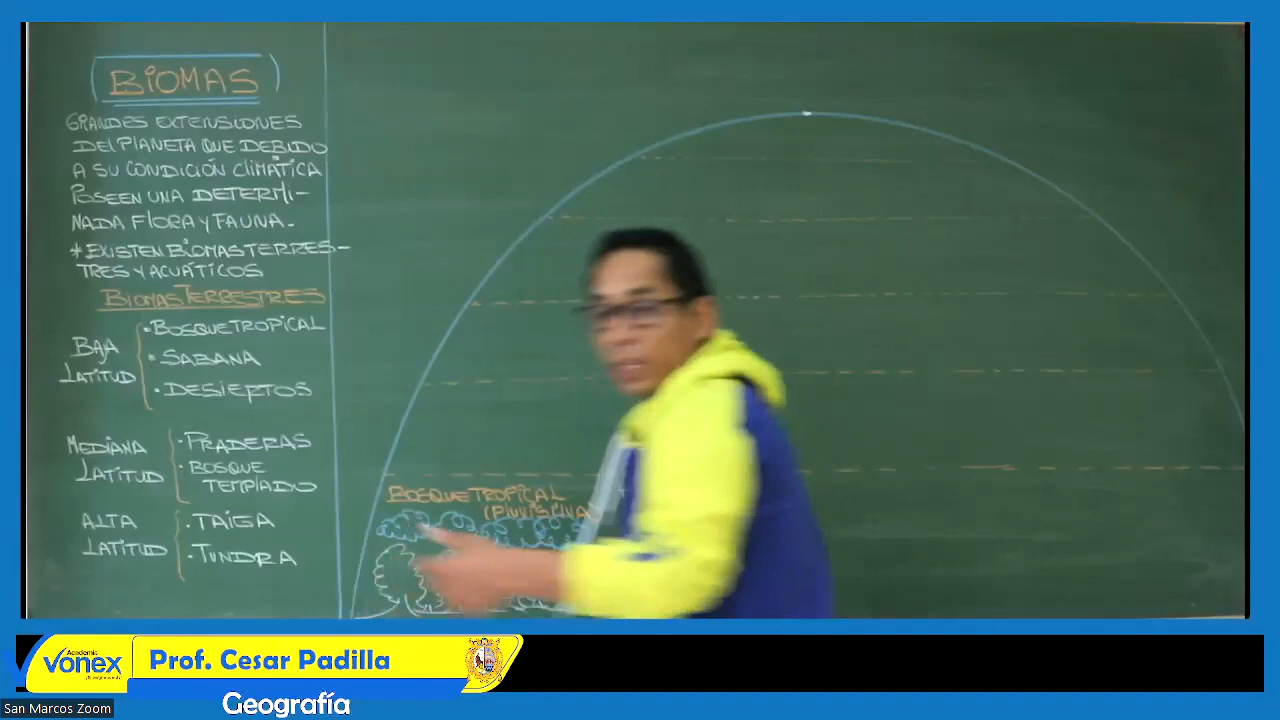 BIOMAS
GRANDES EXTENSIONES
DEL PLANETA QUE DEBIDO
A SU CONDICIÓN CLIMÁTICA
POSEEN UNA DETERMI-
NADA FLORA Y FAUNA.
* EXISTEN BIOMAS TERRES-
TRES Y ACUÁTICOS
BIOMAS TERRESTRES
BAJA
LATITUD
• BOSQUE TROPICAL
• SABANA
• DESIERTOS
MEDIANA
LATITUD
• PRADERAS
• BOSQUE
TEMPLADO
ALTA
LATITUD
• TAIGA
• TUNDRA
BOSQUE TROPICAL
(PLUVISILVA
Academia
vonex
Prof. Cesar Padilla
Geografía
San Marcos Zoom